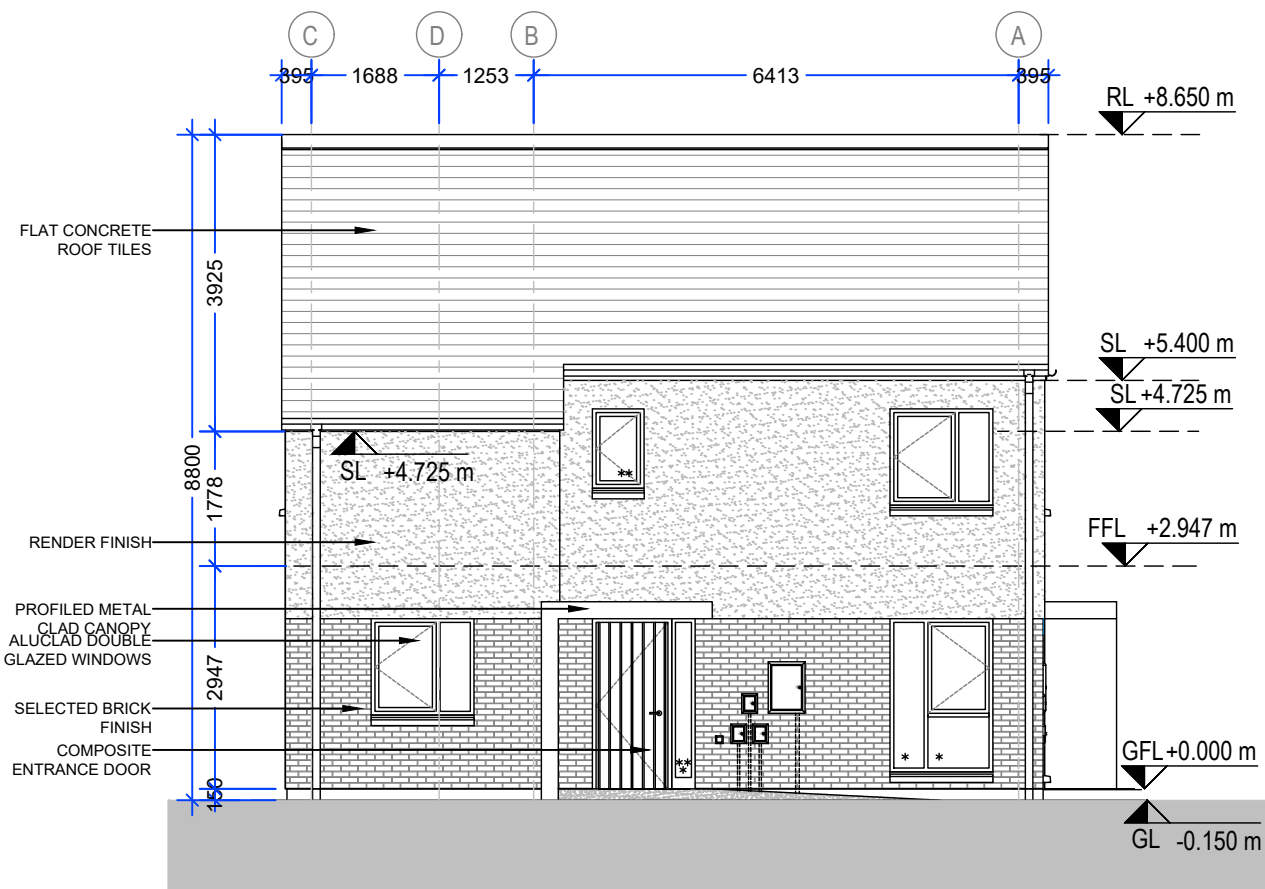 C D B A
395 1688 1253 6413 395
RL +8.650 m
FLAT CONCRETE
ROOF TILES
3925
SL +5.400 m
SL +4.725 m
8800
1778
SL +4.725 m
**
RENDER FINISH
FFL +2.947 m
PROFILED METAL
CLAD CANOPY
ALUCLAD DOUBLE
GLAZED WINDOWS
2947
SELECTED BRICK
FINISH
COMPOSITE
ENTRANCE DOOR
**
*
* *
GFL +0.000 m
150
GL -0.150 m